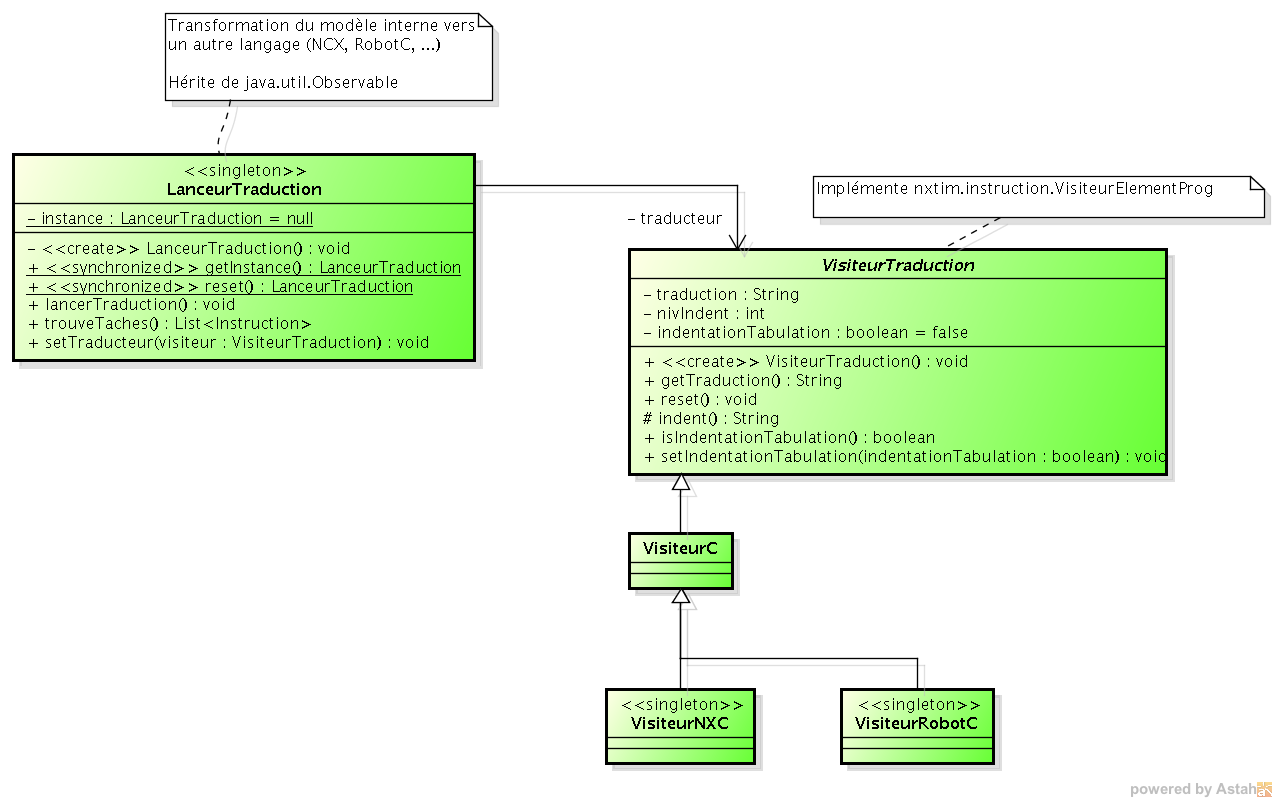 Transformation du modèle interne vers
un autre langage (NCX, RobotC, ...)
Hérite de java.util.Observable
<<singleton>>
LanceurTraduction
- instance : LanceurTraduction = null
- <<create>> LanceurTraduction() : void
+ <<synchronized>> getInstance() : LanceurTraduction
+ <<synchronized>> reset() : LanceurTraduction
+ lancerTraduction() : void
+ trouveTaches() : List<Instruction>
+ setTraducteur(visiteur : VisiteurTraduction) : void
- traducteur
Implémente nxtim.instruction.VisiteurElementProg
VisiteurTraduction
- traduction : String
- nivIndent : int
- indentationTabulation : boolean = false
+ <<create>> VisiteurTraduction() : void
+ getTraduction() : String
+ reset() : void
# indent() : String
+ isIndentationTabulation() : boolean
+ setIndentationTabulation(indentationTabulation : boolean) : void
VisiteurC
<<singleton>>
VisiteurNXC
<<singleton>>
VisiteurRobotC
powered by Astah